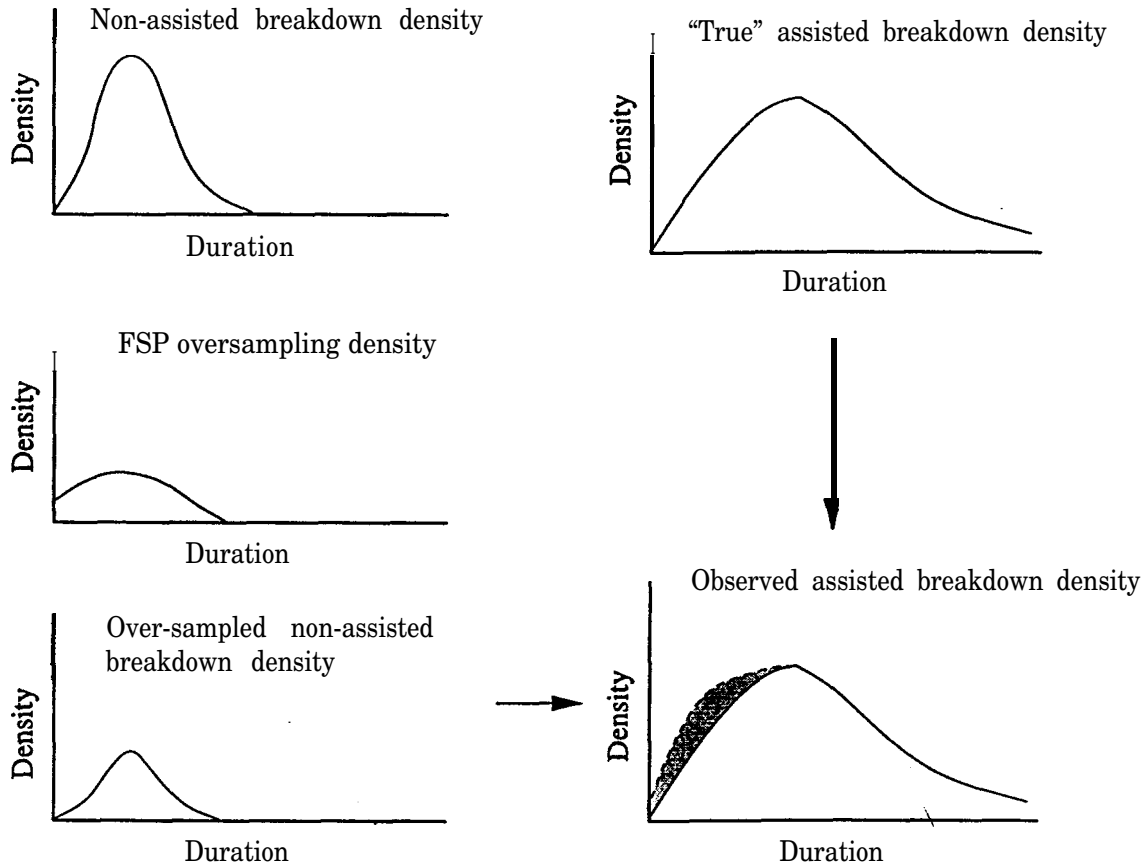 Non-assisted breakdown density
Density
Duration
“True” assisted breakdown density
Density
Duration
FSP oversampling density
Density
Duration
Over-sampled non-assisted
breakdown density
Density
Duration
Observed assisted breakdown density
Density
Duration